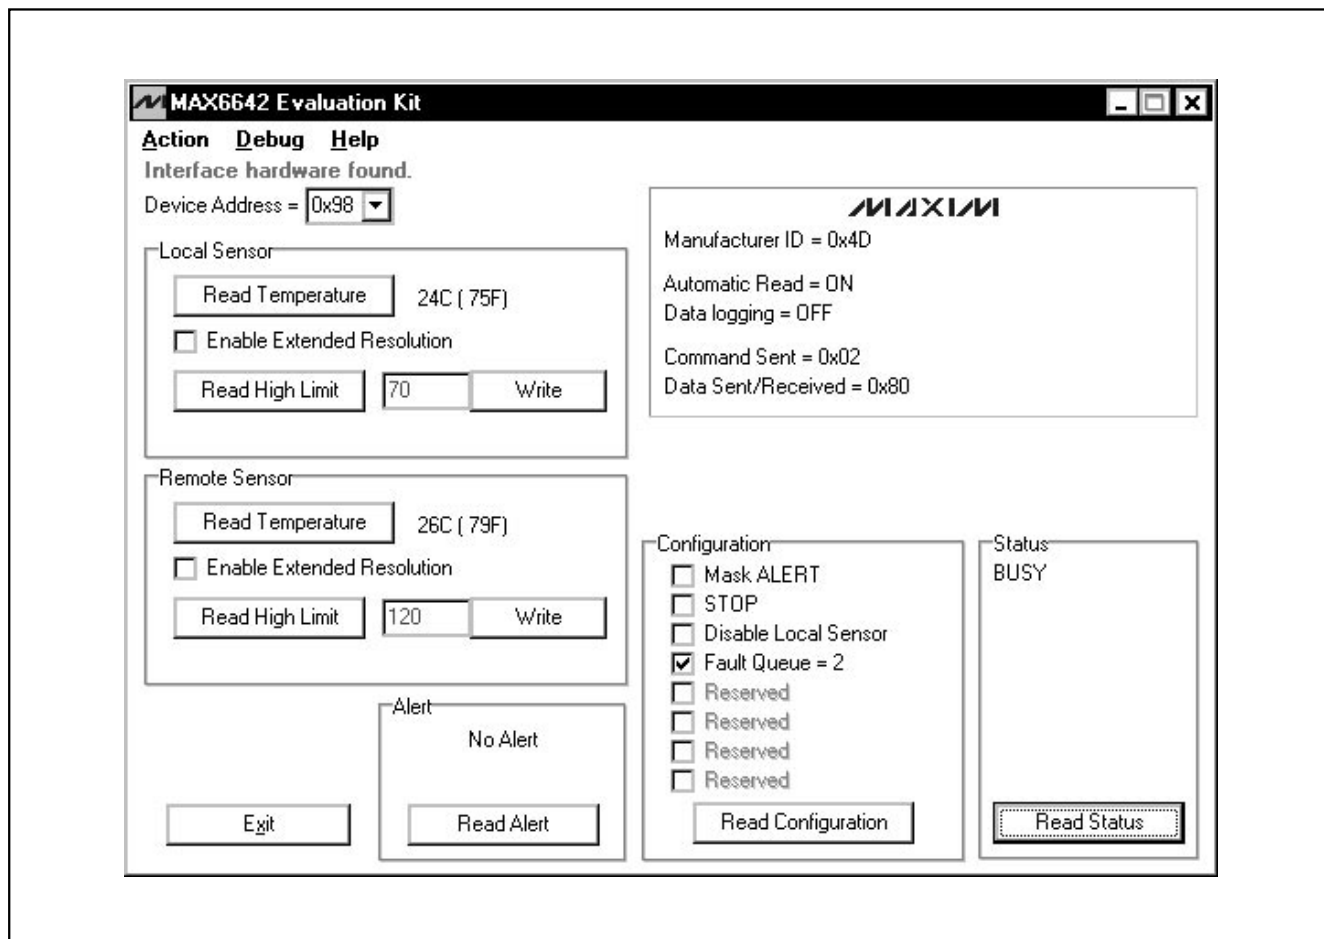 MAX6642 Evaluation Kit
Action Debug Help
Interface hardware found.
Device Address = 0x98
MAXIM
Manufacturer ID = 0x4D
Automatic Read = ON
Data logging = OFF
Command Sent = 0x02
Data Sent/Received = 0x80
Local Sensor
Read Temperature 24C ( 75F)
Enable Extended Resolution
Read High Limit 70 Write
Remote Sensor
Read Temperature 26C ( 79F)
Enable Extended Resolution
Read High Limit 120 Write
Alert
No Alert
Read Alert
Exit
Configuration
Mask ALERT
STOP
Disable Local Sensor
Fault Queue = 2
Reserved
Reserved
Reserved
Reserved
Read Configuration
Status
BUSY
Read Status